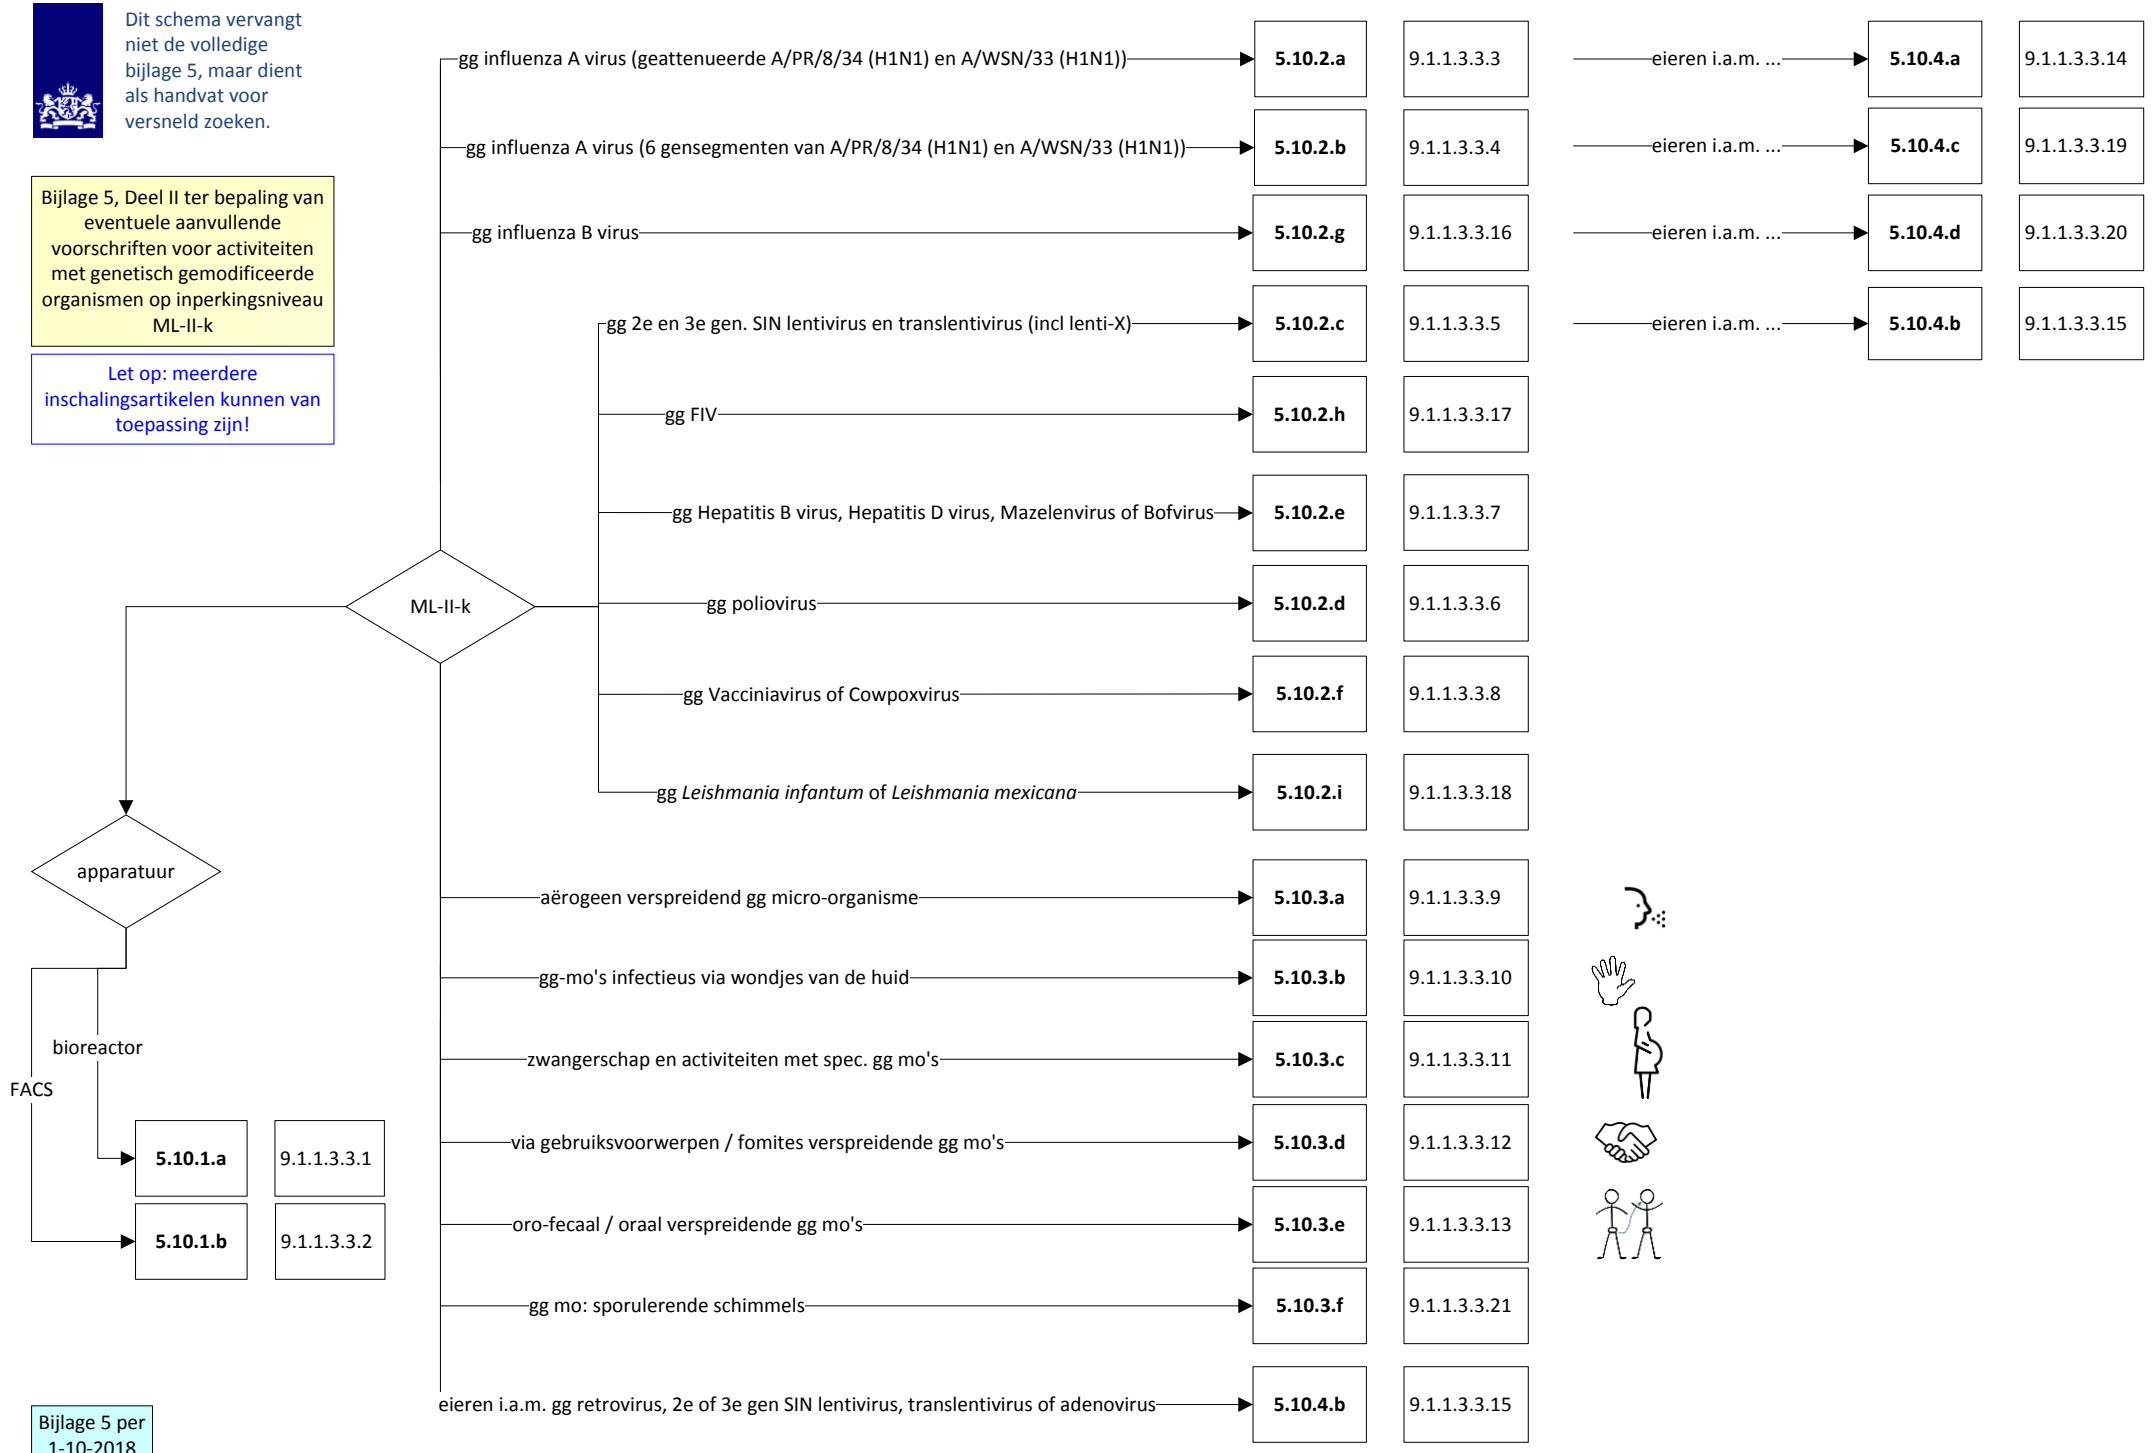 Dit schema vervangt
niet de volledige
bijlage 5, maar dient
als handvat voor
versneld zoeken.
Bijlage 5, Deel II ter bepaling van
eventuele aanvullende
voorschriften voor activiteiten
met genetisch gemodificeerde
organismen op inperkingsniveau
ML-II-k
Let op: meerdere
inschalingsartikelen kunnen van
toepassing zijn!
gg influenza A virus (geattenueerde A/PR/8/34 (H1N1) en A/WSN/33 (H1N1)) 5.10.2.a 9.1.1.3.3.3 eieren i.a.m. ... 5.10.4.a 9.1.1.3.3.14
gg influenza A virus (6 gensegmenten van A/PR/8/34 (H1N1) en A/WSN/33 (H1N1)) 5.10.2.b 9.1.1.3.3.4 eieren i.a.m. ... 5.10.4.c 9.1.1.3.3.19
gg influenza B virus 5.10.2.g 9.1.1.3.3.16 eieren i.a.m. ... 5.10.4.d 9.1.1.3.3.20
gg 2e en 3e gen. SIN lentivirus en translentivirus (incl lenti-X) 5.10.2.c 9.1.1.3.3.5 eieren i.a.m. ... 5.10.4.b 9.1.1.3.3.15
gg FIV 5.10.2.h 9.1.1.3.3.17
gg Hepatitis B virus, Hepatitis D virus, Mazelenvirus of Bofvirus 5.10.2.e 9.1.1.3.3.7
ML-II-k
gg poliovirus 5.10.2.d 9.1.1.3.3.6
gg Vacciniavirus of Cowpoxvirus 5.10.2.f 9.1.1.3.3.8
gg Leishmania infantum of Leishmania mexicana 5.10.2.i 9.1.1.3.3.18
apparatuur
bioreactor
FACS
5.10.1.a 9.1.1.3.3.1
5.10.1.b 9.1.1.3.3.2
aërogeen verspreidend gg micro-organisme 5.10.3.a 9.1.1.3.3.9
gg-mo's infectieus via wondjes van de huid 5.10.3.b 9.1.1.3.3.10
zwangerschap en activiteiten met spec. gg mo's 5.10.3.c 9.1.1.3.3.11
via gebruiksvoorwerpen / fomites verspreidende gg mo's 5.10.3.d 9.1.1.3.3.12
oro-fecaal / oraal verspreidende gg mo's 5.10.3.e 9.1.1.3.3.13
gg mo: sporulerende schimmels 5.10.3.f 9.1.1.3.3.21
eieren i.a.m. gg retrovirus, 2e of 3e gen SIN lentivirus, translentivirus of adenovirus 5.10.4.b 9.1.1.3.3.15
Bijlage 5 per
1-10-2018